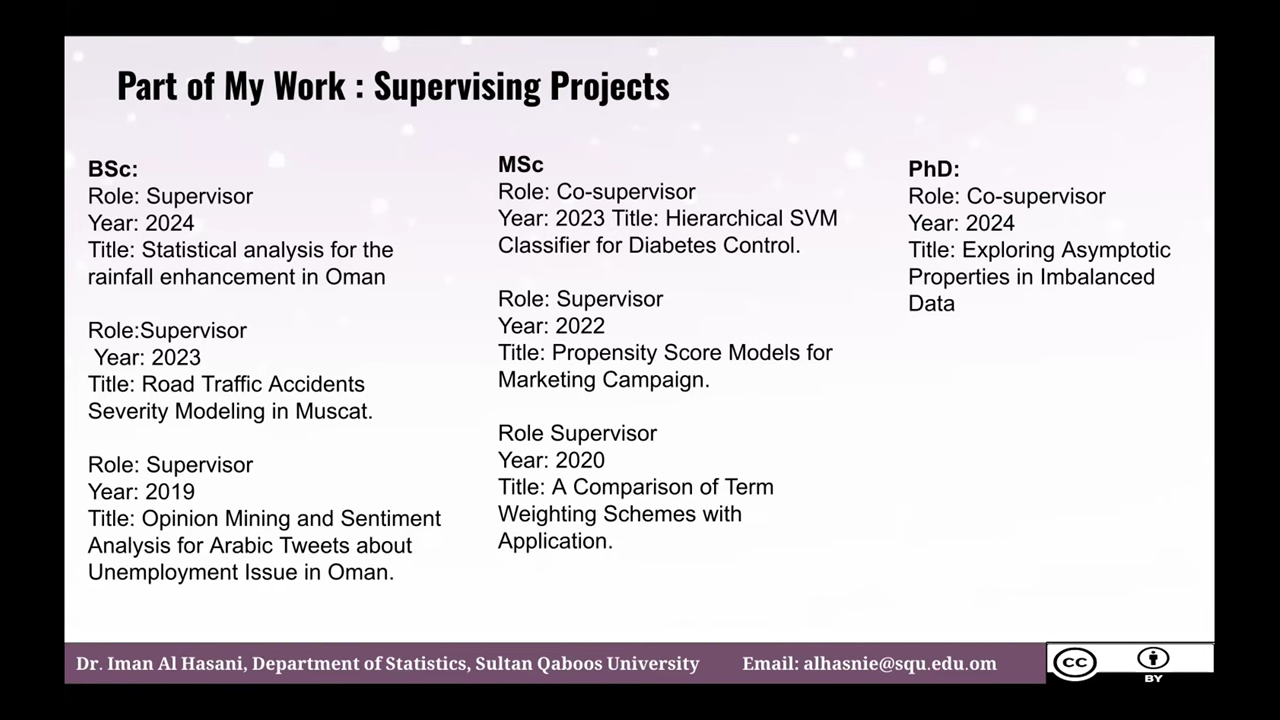 Part of My Work : Supervising Projects
BSc:
Role: Supervisor
Year: 2024
Title: Statistical analysis for the
rainfall enhancement in Oman
Role:Supervisor
Year: 2023
Title: Road Traffic Accidents
Severity Modeling in Muscat.
Role: Supervisor
Year: 2019
Title: Opinion Mining and Sentiment
Analysis for Arabic Tweets about
Unemployment Issue in Oman.
MSc
Role: Co-supervisor
Year: 2023 Title: Hierarchical SVM
Classifier for Diabetes Control.
Role: Supervisor
Year: 2022
Title: Propensity Score Models for
Marketing Campaign.
Role Supervisor
Year: 2020
Title: A Comparison of Term
Weighting Schemes with
Application.
PhD:
Role: Co-supervisor
Year: 2024
Title: Exploring Asymptotic
Properties in Imbalanced
Data
Dr. Iman Al Hasani, Department of Statistics, Sultan Qaboos University Email: alhasnie@squ.edu.om
cc
BY